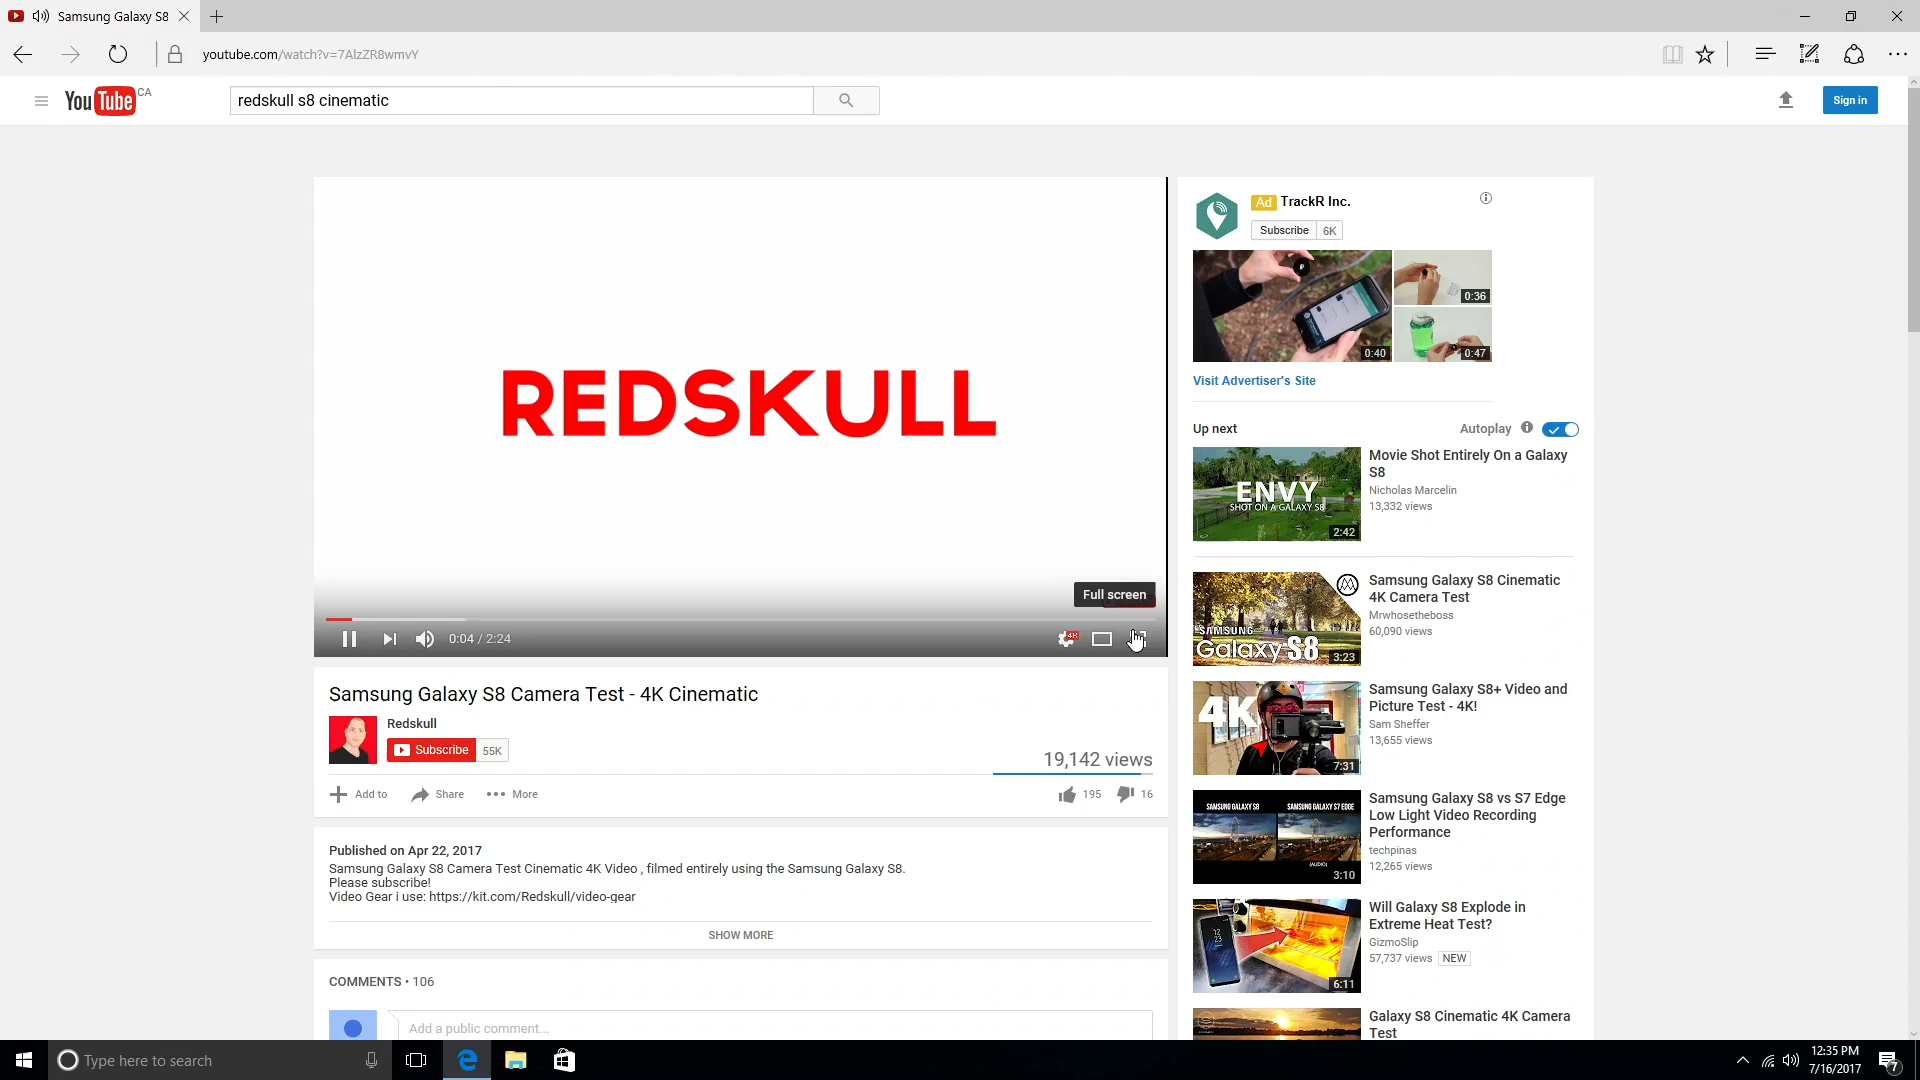 Samsung Galaxy S8
youtube.com/watch?v=7AlzZR8wmvY
YouTube CA
redskull s8 cinematic
Sign in
REDSKULL
Full screen
0:04 / 2:24
4K
Samsung Galaxy S8 Camera Test - 4K Cinematic
Redskull
Subscribe 55K
19,142 views
Add to Share More
195 16
Published on Apr 22, 2017
Samsung Galaxy S8 Camera Test Cinematic 4K Video , filmed entirely using the Samsung Galaxy S8.
Please subscribe!
Video Gear i use: https://kit.com/Redskull/video-gear
SHOW MORE
COMMENTS • 106
Add a public comment...
Ad TrackR Inc.
Subscribe 6K
0:40
0:36
0:47
Visit Advertiser's Site
Up next
Autoplay
ENVY
SHOT ON A GALAXY S8
2:42
Movie Shot Entirely On a Galaxy
S8
Nicholas Marcelin
13,332 views
SAMSUNG
Galaxy S8
3:23
Samsung Galaxy S8 Cinematic
4K Camera Test
Mrwhosetheboss
60,090 views
4K
7:31
Samsung Galaxy S8+ Video and
Picture Test - 4K!
Sam Sheffer
13,655 views
SAMSUNG GALAXY S8 SAMSUNG GALAXY S7 EDGE
(AUDIO)
3:10
Samsung Galaxy S8 vs S7 Edge
Low Light Video Recording
Performance
techpinas
12,265 views
12
23
6:11
Will Galaxy S8 Explode in
Extreme Heat Test?
GizmoSlip
57,737 views NEW
Galaxy S8 Cinematic 4K Camera
Test
Type here to search
12:35 PM
7/16/2017
7